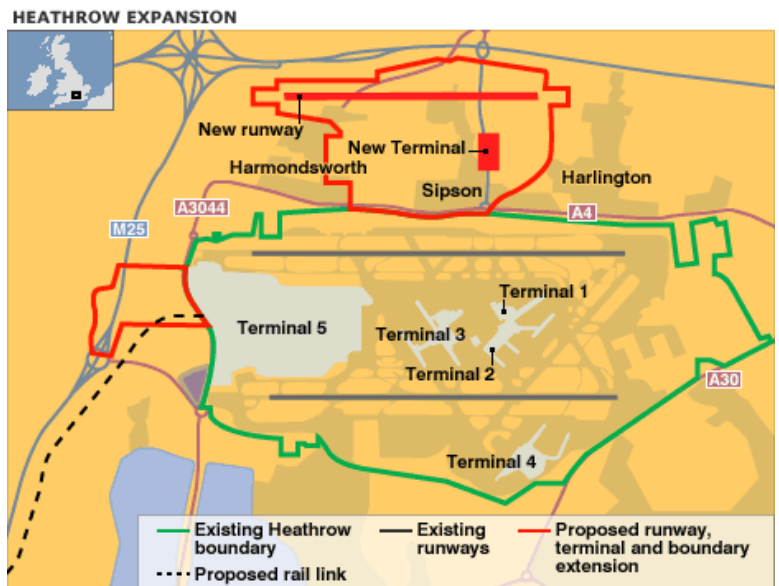 HEATHROW EXPANSION
New runway
New Terminal
Harmondsworth
Sipson
Harlington
A3044
A4
M25
Terminal 1
Terminal 5
Terminal 3
Terminal 2
A30
Terminal 4
Existing Heathrow
boundary
Existing
runways
Proposed runway,
terminal and boundary
extension
Proposed rail link